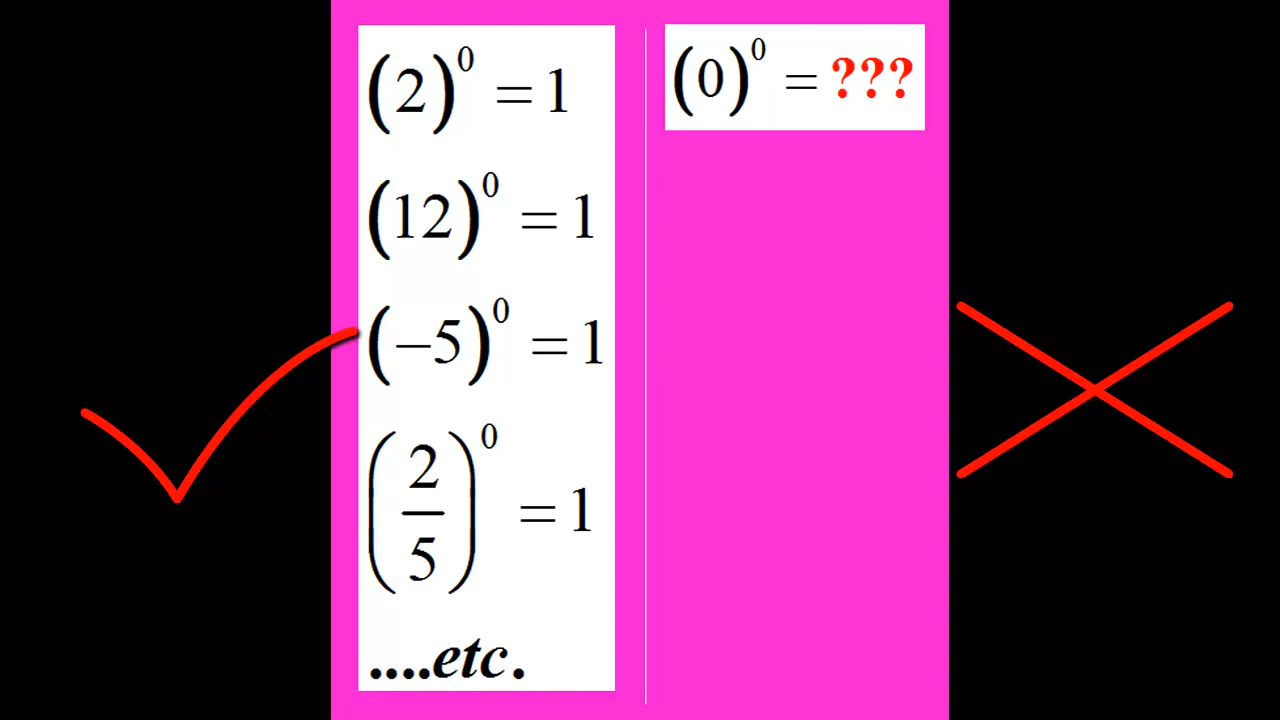 (2)^0 = 1
(12)^0 = 1
(−5)^0 = 1
(2/5)^0 = 1
....etc.
(0)^0 = ???